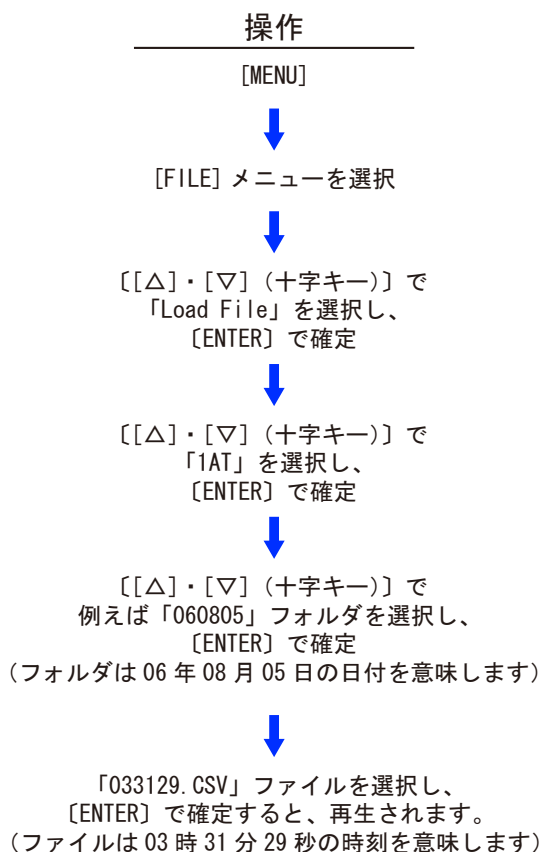 操作
[MENU]
[FILE] メニューを選択
〔[△]・[▽] (十字キー)〕で
「Load File」を選択し、
〔ENTER〕で確定
〔[△]・[▽] (十字キー)〕で
「1AT」を選択し、
〔ENTER〕で確定
〔[△]・[▽] (十字キー)〕で
例えば「060805」フォルダを選択し、
〔ENTER〕で確定
(フォルダは 06 年 08 月 05 日の日付を意味します)
「033129.CSV」ファイルを選択し、
〔ENTER〕で確定すると、再生されます。
(ファイルは 03 時 31 分 29 秒の時刻を意味します)